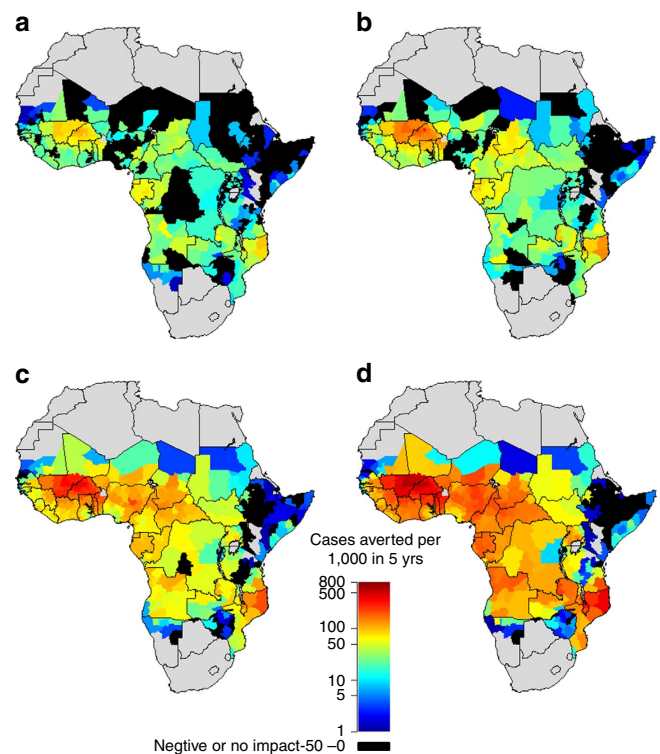 a
b
c
d
Cases averted per
1,000 in 5 yrs
800
500
100
50
10
5
1
Negtive or no impact-50 –0